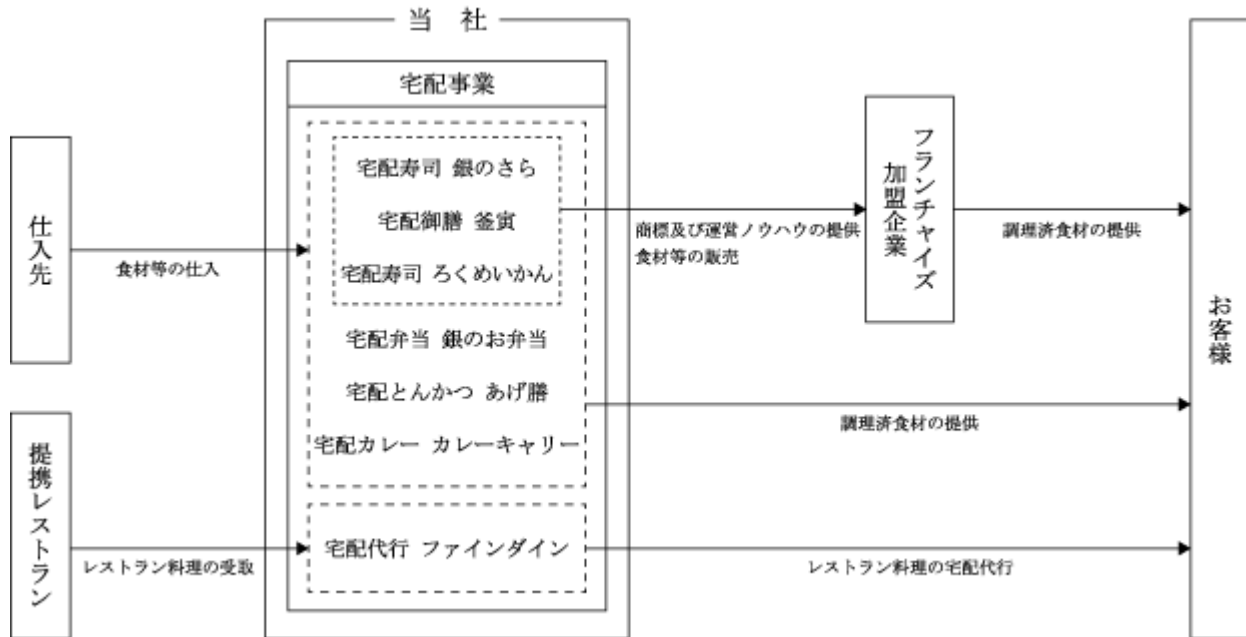 当 社
宅配事業
仕入先
食材等の仕入
宅配寿司 銀のさら
宅配御膳 釜寅
宅配寿司 ろくめいかん
宅配弁当 銀のお弁当
宅配とんかつ あげ膳
宅配カレー カレーキャリー
商標及び運営ノウハウの提供
食材等の販売
フランチャイズ
加盟企業
調理済食材の提供
調理済食材の提供
提携レストラン
レストラン料理の受取
宅配代行 ファインダイン
レストラン料理の宅配代行
お客様